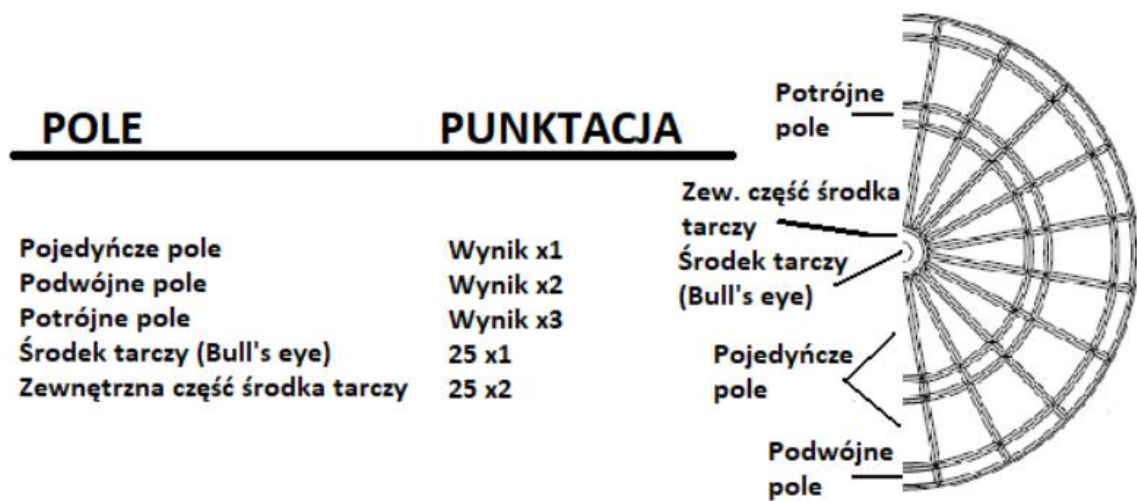 POLE PUNKTACJA
Pojedyńcze pole Wynik x1
Podwójne pole Wynik x2
Potrójne pole Wynik x3
Środek tarczy (Bull's eye) 25 x1
Zewnętrzna część środka tarczy 25 x2
Potrójne
pole
Zew. część środka
tarczy
Środek tarczy
(Bull's eye)
Pojedyńcze
pole
Podwójne
pole